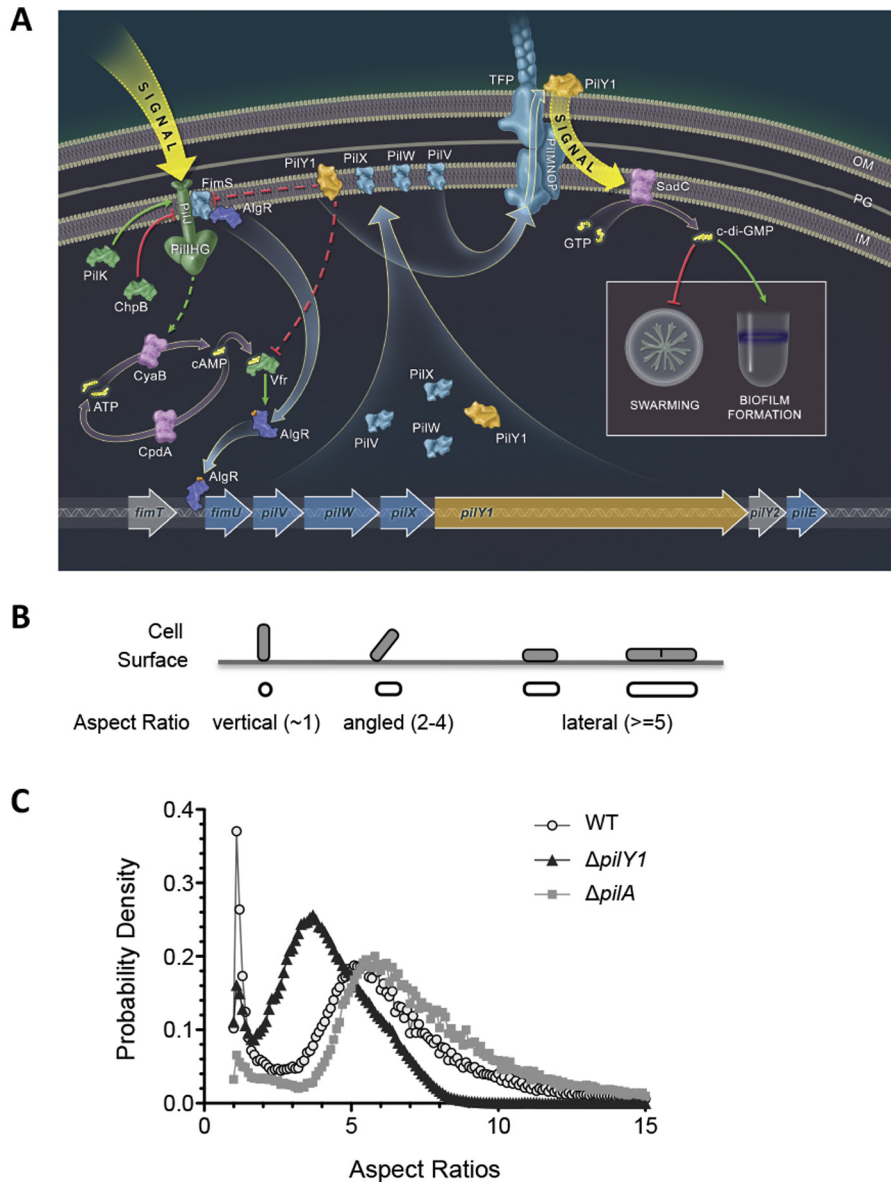 A
SIGNAL
TFP
PilY1
SIGNAL
PilMNOP
OM
PG
IM
PilY1
PilX
PilW
PilV
FimS
AlgR
PilJ
PilIHG
PilK
ChpB
SadC
GTP
c-di-GMP
CyaB
cAMP
Vfr
ATP
CpdA
AlgR
AlgR
PilX
PilV
PilW
PilY1
SWARMING
BIOFILM
FORMATION
fimT
fimU
pilV
pilW
pilX
pilY1
pilY2
pilE
B
Cell
Surface
Aspect Ratio vertical (~1) angled (2-4) lateral (>=5)
C
0.4
0.3
0.2
0.1
0.0
0 5 10 15
Probability Density
Aspect Ratios
WT
ΔpilY1
ΔpilA